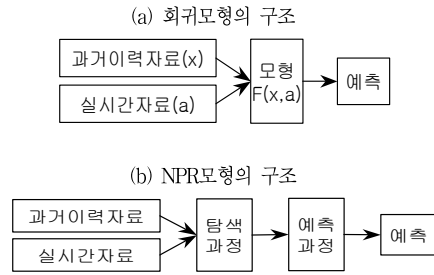 (a) 회귀모형의 구조
과거이력자료(x)
실시간자료(a)
모형
F(x,a)
예측
(b) NPR모형의 구조
과거이력자료
실시간자료
탐색
과정
예측
과정
예측